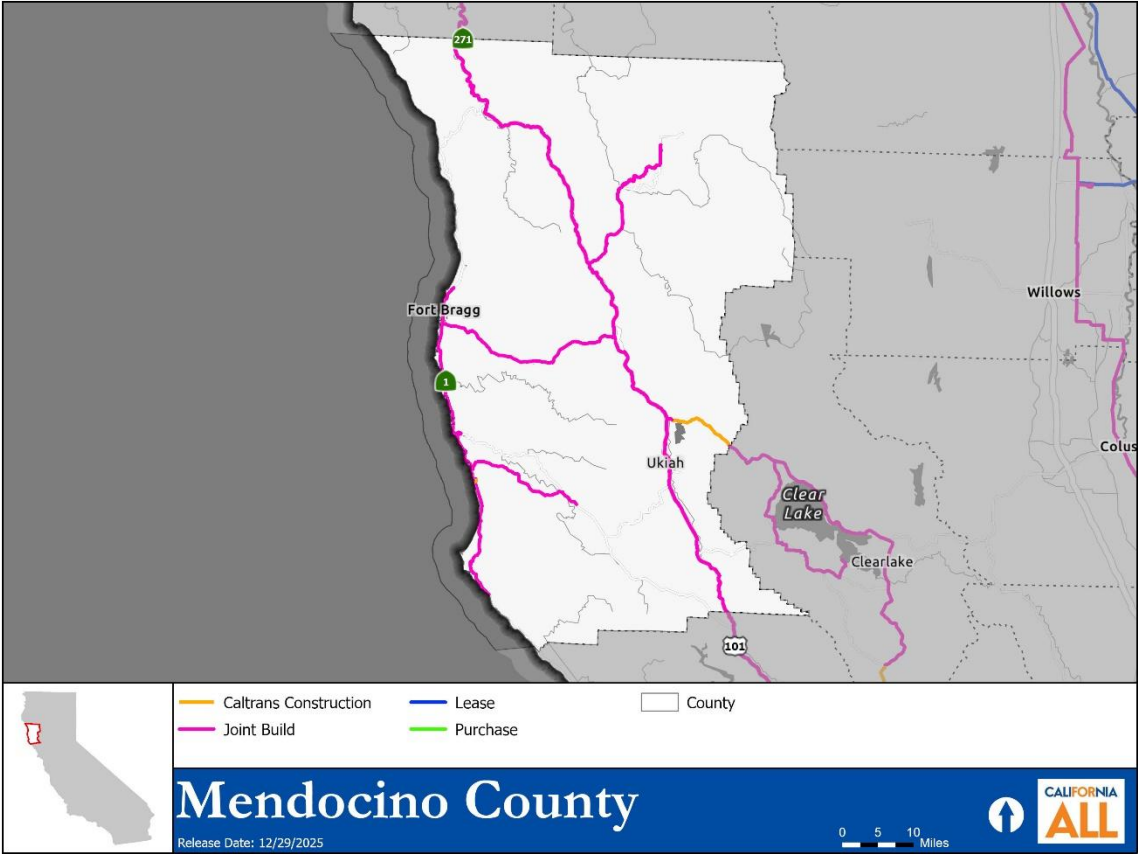 271
Fort Bragg
Willows
1
Colus
Ukiah
Clear
Lake
Clearlake
101
Caltrans Construction
Lease
County
Joint Build
Purchase
Mendocino County
Release Date: 12/29/2025
0 5 10
Miles
CALIFORNIA
ALL